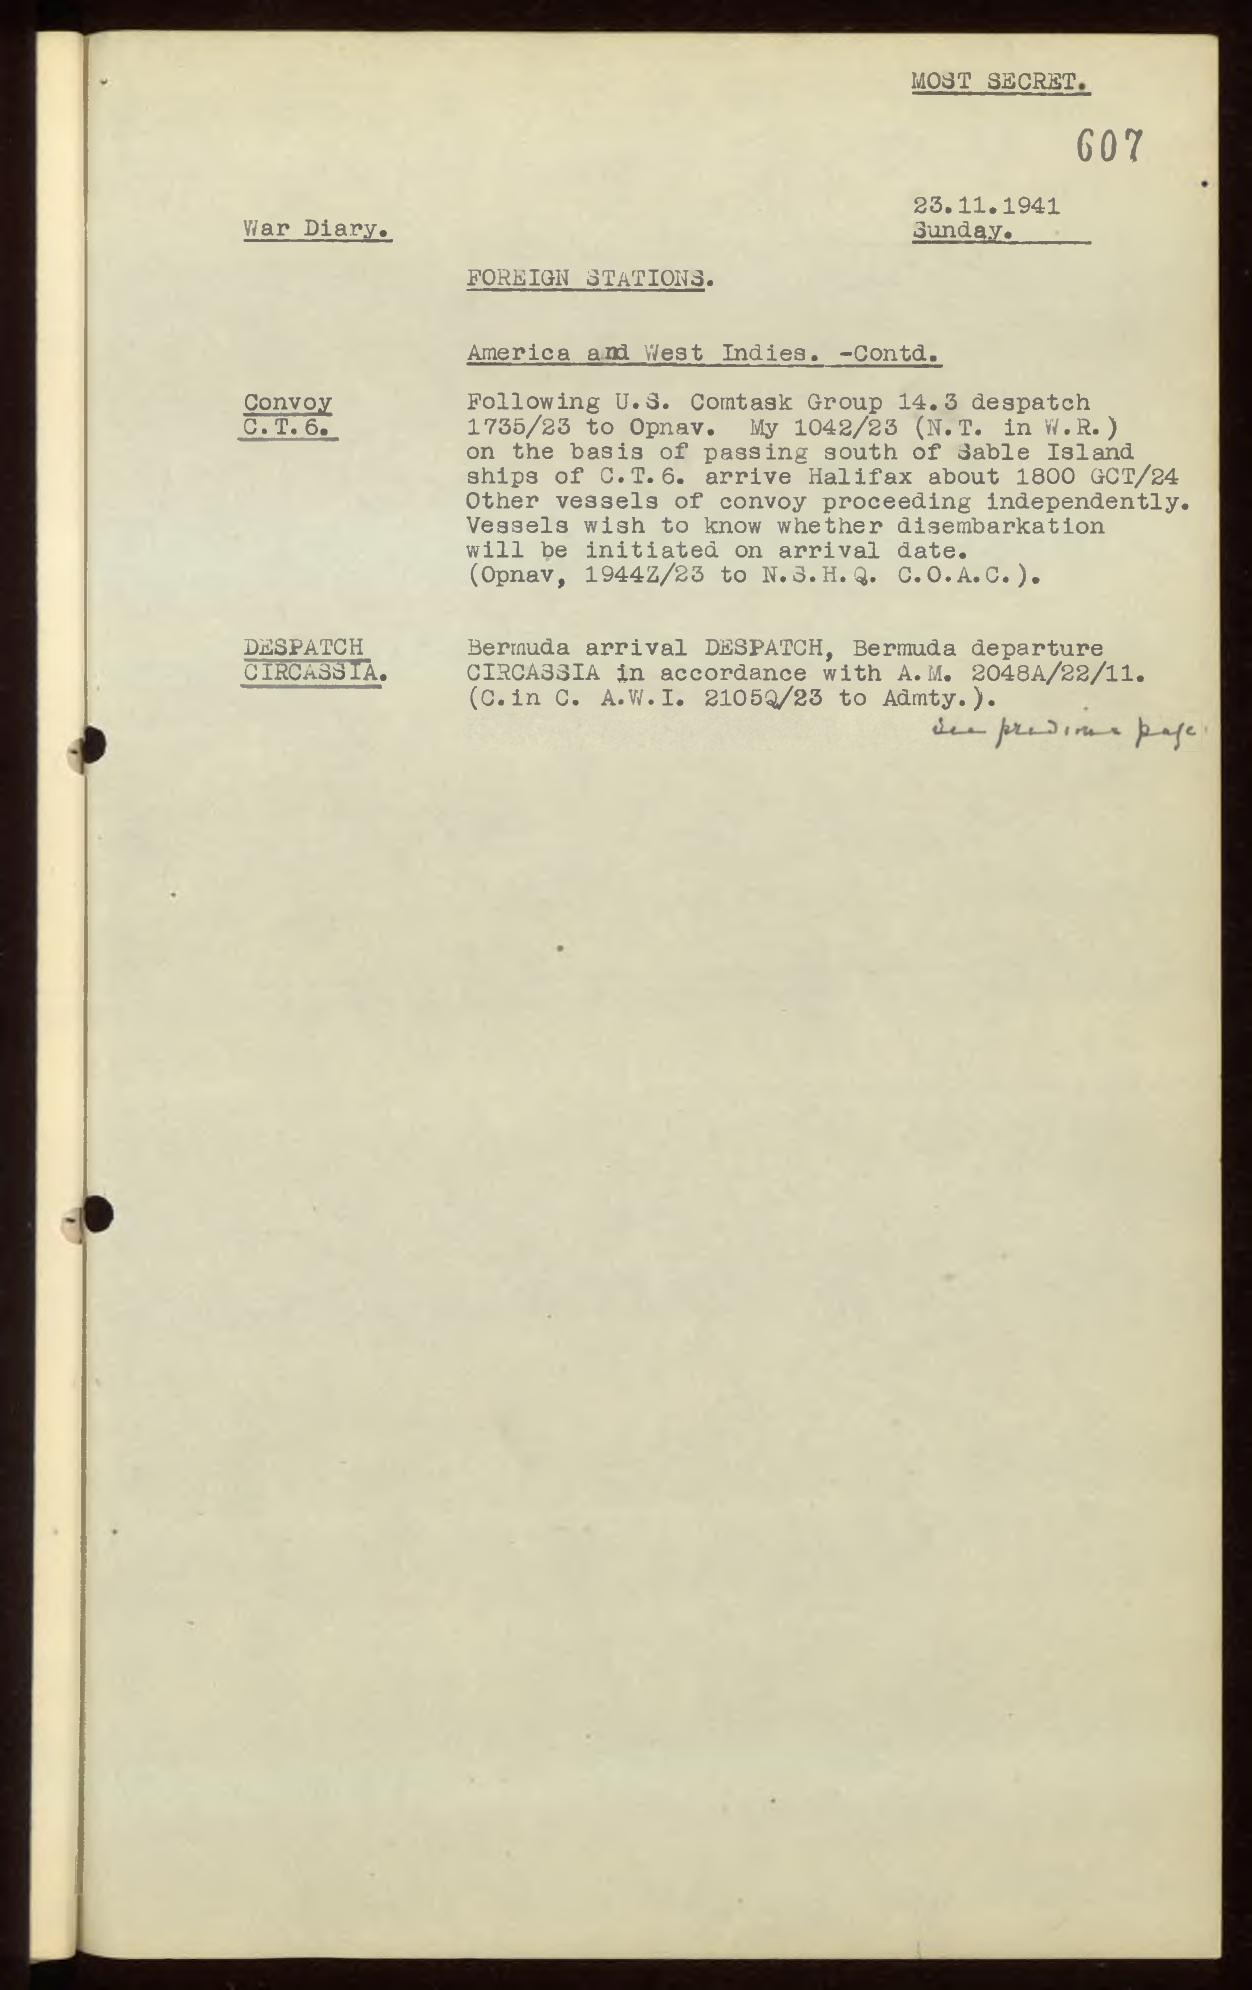 MOST SECRET.
607
23.11.1941
War Diary.
Sunday.
FOREIGN STATIONS.
America and West Indies. -Contd.
Convoy
C.T.6.
Following U.S. Comtask Group 14.3 despatch
1735/23 to Opnav. My 1042/23 (N.T. in W.R.)
on the basis of passing south of Sable Island
ships of C.T.6. arrive Halifax about 1800 GCT/24
Other vessels of convoy proceeding independently.
Vessels wish to know whether disembarkation
will be initiated on arrival date.
(Opnav, 1944Z/23 to N.S.H.Q. C.O.A.C.).
DESPATCH
CIRCASSIA.
Bermuda arrival DESPATCH, Bermuda departure
CIRCASSIA in accordance with A.M. 2048A/22/11.
(C.in C. A.W.I. 2105Q/23 to Admty.).
See previous page